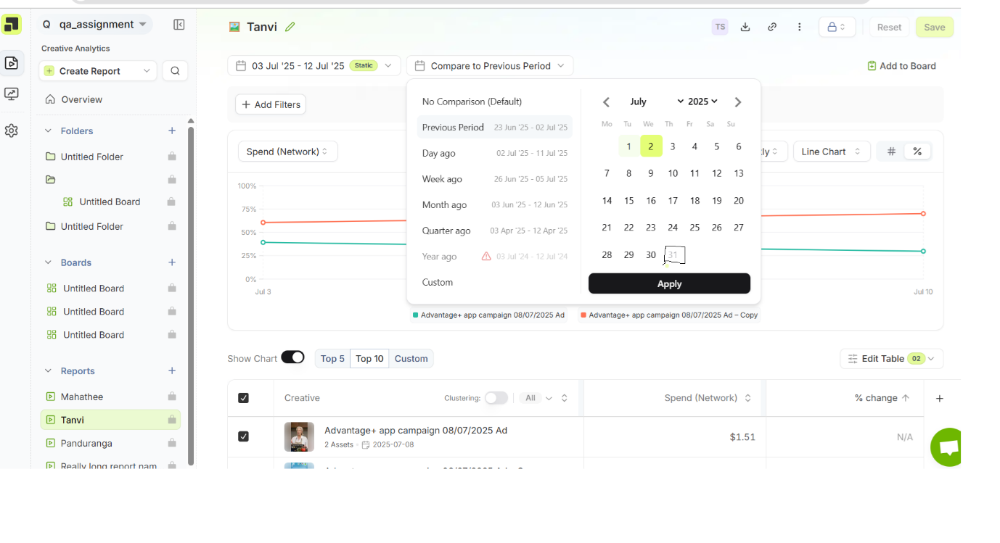 Q qa_assignment
Tanvi
TS
Reset
Save
Creative Analytics
Create Report
Overview
Folders
Untitled Folder
Untitled Board
Untitled Folder
Boards
Untitled Board
Untitled Board
Untitled Board
Reports
Mahathee
Tanvi
Panduranga
Really long report nam
03 Jul '25 - 12 Jul '25 Static
Compare to Previous Period
Add to Board
+ Add Filters
Spend (Network)
ly
Line Chart
# %
No Comparison (Default)
Previous Period 23 Jun '25 - 02 Jul '25
Day ago 02 Jul '25 - 11 Jul '25
Week ago 26 Jun '25 - 05 Jul '25
Month ago 03 Jun '25 - 12 Jun '25
Quarter ago 03 Apr '25 - 12 Apr '25
Year ago 03 Jul '24 - 12 Jul '24
Custom
July 2025
Mo Tu We Th Fr Sa Su
1 2 3 4 5 6
7 8 9 10 11 12 13
14 15 16 17 18 19 20
21 22 23 24 25 26 27
28 29 30 31
Apply
100%
75%
50%
25%
0%
Jul 3
Jul 10
Advantage+ app campaign 08/07/2025 Ad
Advantage+ app campaign 08/07/2025 Ad – Copy
Show Chart
Top 5 Top 10 Custom
Edit Table 02
Creative
Clustering:
All
Spend (Network)
% change
+
Advantage+ app campaign 08/07/2025 Ad
2 Assets 2025-07-08
$1.51
N/A